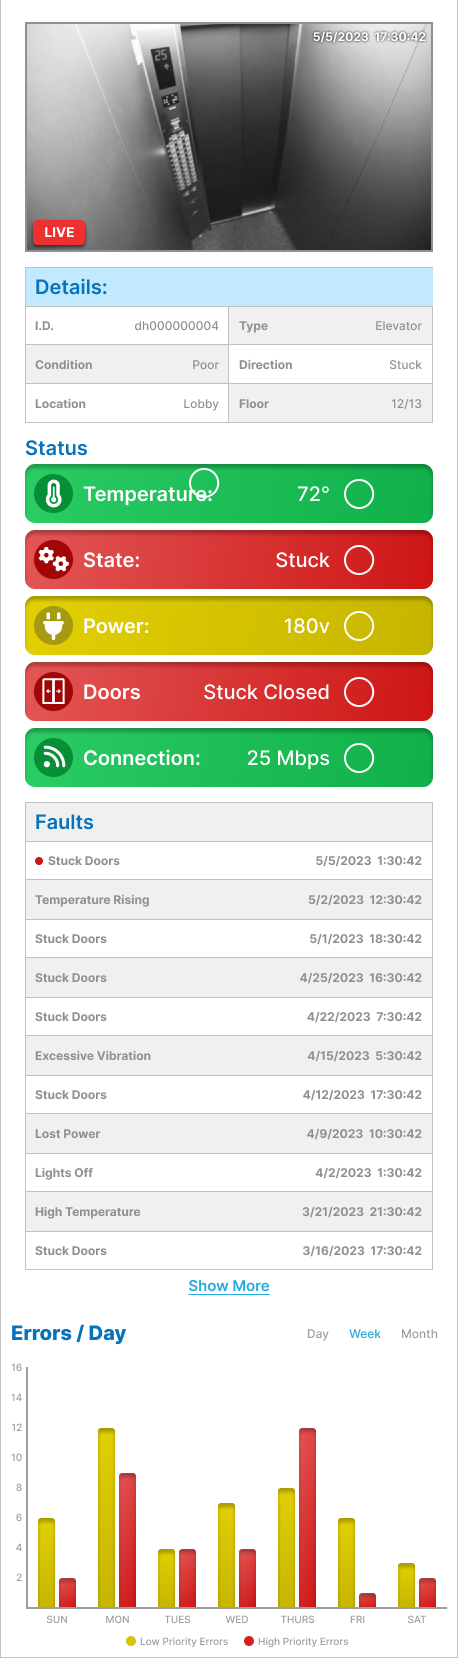 5/5/2023 17:30:42
25
LIVE
Details:
I.D. dh000000004 Type Elevator
Condition Poor Direction Stuck
Location Lobby Floor 12/13
Status
Temperature: 72°
State: Stuck
Power: 180v
Doors Stuck Closed
Connection: 25 Mbps
Faults
Stuck Doors 5/5/2023 1:30:42
Temperature Rising 5/2/2023 12:30:42
Stuck Doors 5/1/2023 18:30:42
Stuck Doors 4/25/2023 16:30:42
Stuck Doors 4/22/2023 7:30:42
Excessive Vibration 4/15/2023 5:30:42
Stuck Doors 4/12/2023 17:30:42
Lost Power 4/9/2023 10:30:42
Lights Off 4/2/2023 1:30:42
High Temperature 3/21/2023 21:30:42
Stuck Doors 3/16/2023 17:30:42
Show More
Errors / Day Day Week Month
16
14
12
10
8
6
4
2
SUN MON TUES WED THURS FRI SAT
Low Priority Errors High Priority Errors